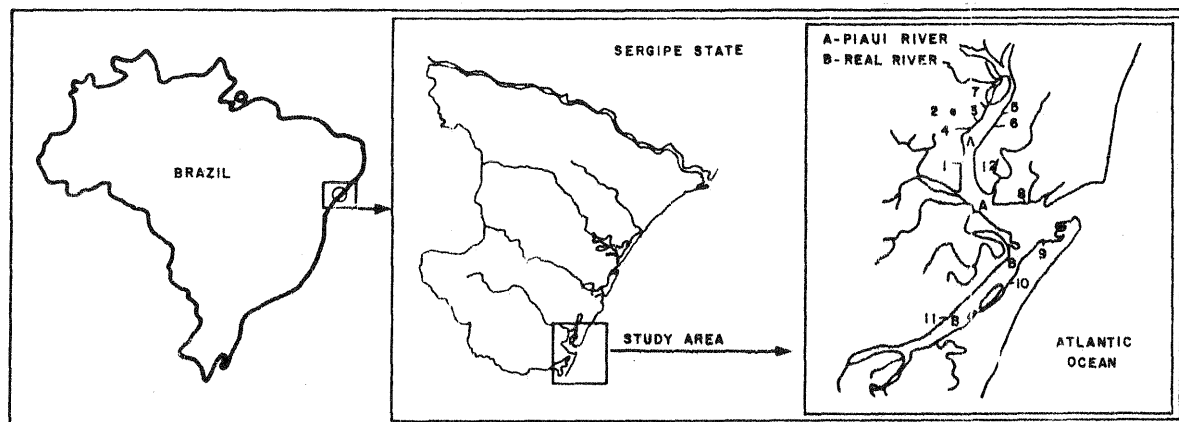 BRAZIL
SERGIPE STATE
STUDY AREA
A-PIAUI RIVER
B-REAL RIVER
7
2
3
5
4
6
A
1
12
8
A
9
B
10
11
B
ATLANTIC
OCEAN